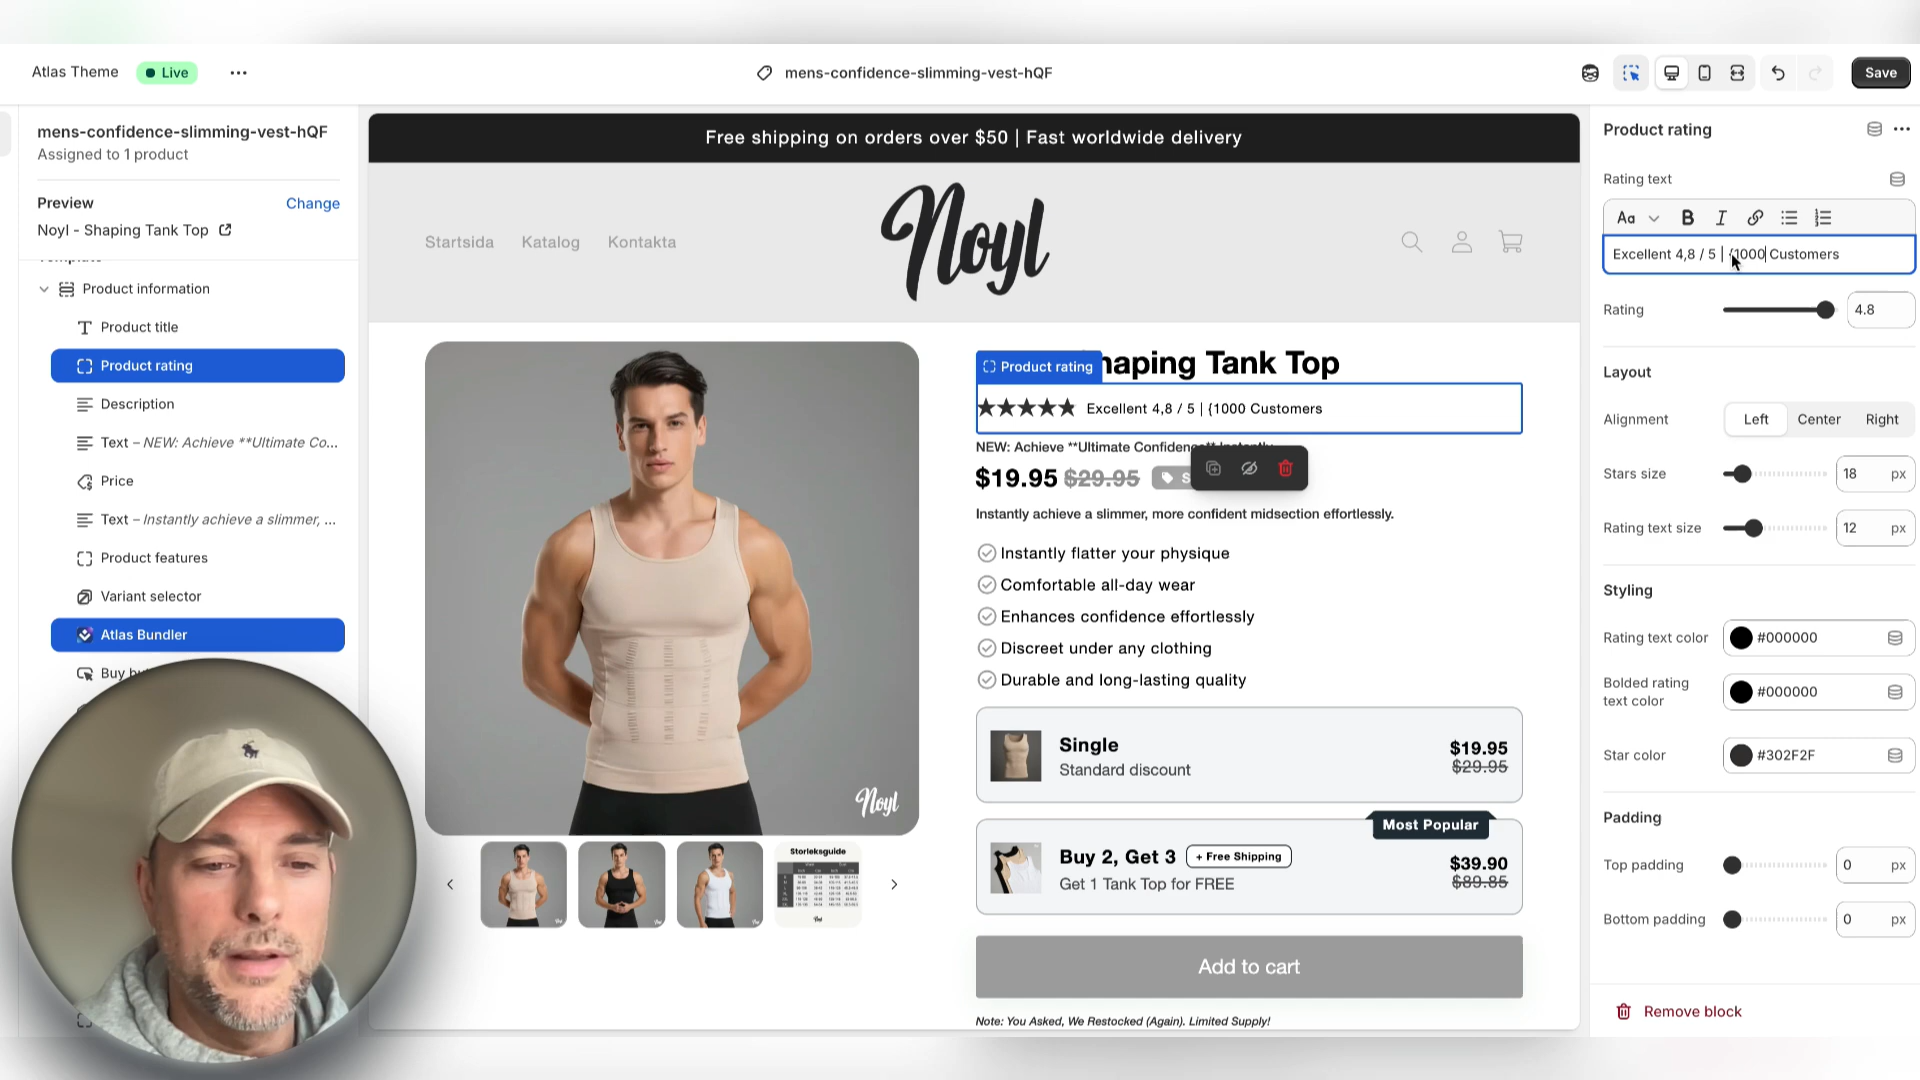 Atlas Theme
Live
mens-confidence-slimming-vest-hQF
Save
mens-confidence-slimming-vest-hQF
Assigned to 1 product
Preview
Change
Noyl - Shaping Tank Top
Template
Product information
Product title
Product rating
Description
Text – NEW: Achieve **Ultimate Co...
Price
Text – Instantly achieve a slimmer, ...
Product features
Variant selector
Atlas Bundler
Buy
Free shipping on orders over $50 | Fast worldwide delivery
Startsida
Katalog
Kontakta
Noyl
Product rating
haping Tank Top
Excellent 4,8 / 5 | {1000 Customers
NEW: Achieve **Ultimate Confidence** Instantly
$19.95 $29.95
S
Instantly achieve a slimmer, more confident midsection effortlessly.
Instantly flatter your physique
Comfortable all-day wear
Enhances confidence effortlessly
Discreet under any clothing
Durable and long-lasting quality
Single
Standard discount
$19.95
$29.95
Most Popular
Buy 2, Get 3
+ Free Shipping
Get 1 Tank Top for FREE
$39.90
$89.85
Add to cart
Note: You Asked, We Restocked (Again). Limited Supply!
Noyl
Storleksguide
Product rating
Rating text
Aa
B
I
Excellent 4,8 / 5 | {1000 Customers
Rating
4.8
Layout
Alignment
Left
Center
Right
Stars size
18 px
Rating text size
12 px
Styling
Rating text color
#000000
Bolded rating
text color
#000000
Star color
#302F2F
Padding
Top padding
0 px
Bottom padding
0 px
Remove block